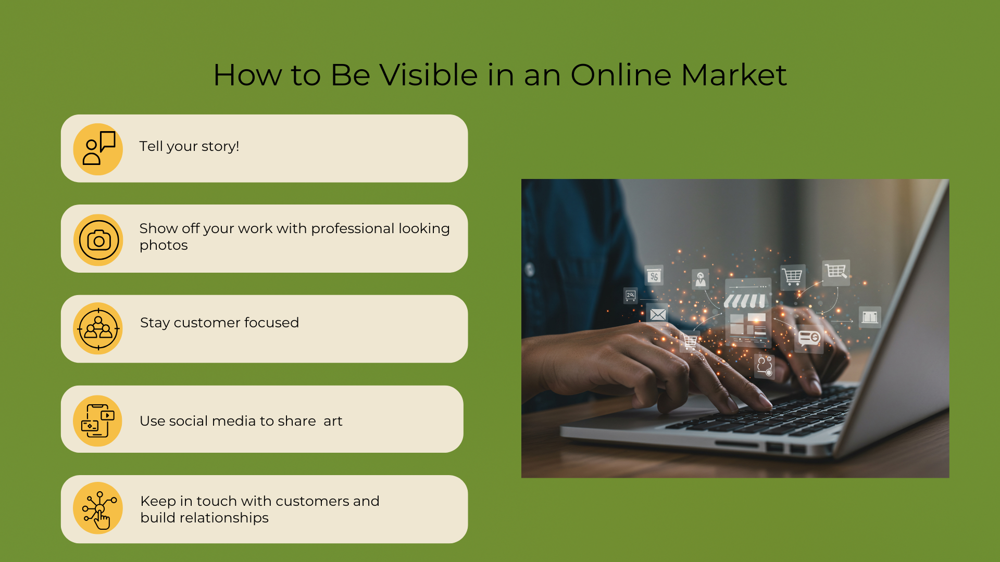 How to Be Visible in an Online Market
Tell your story!
Show off your work with professional looking
photos
Stay customer focused
Use social media to share  art
Keep in touch with customers and
build relationships